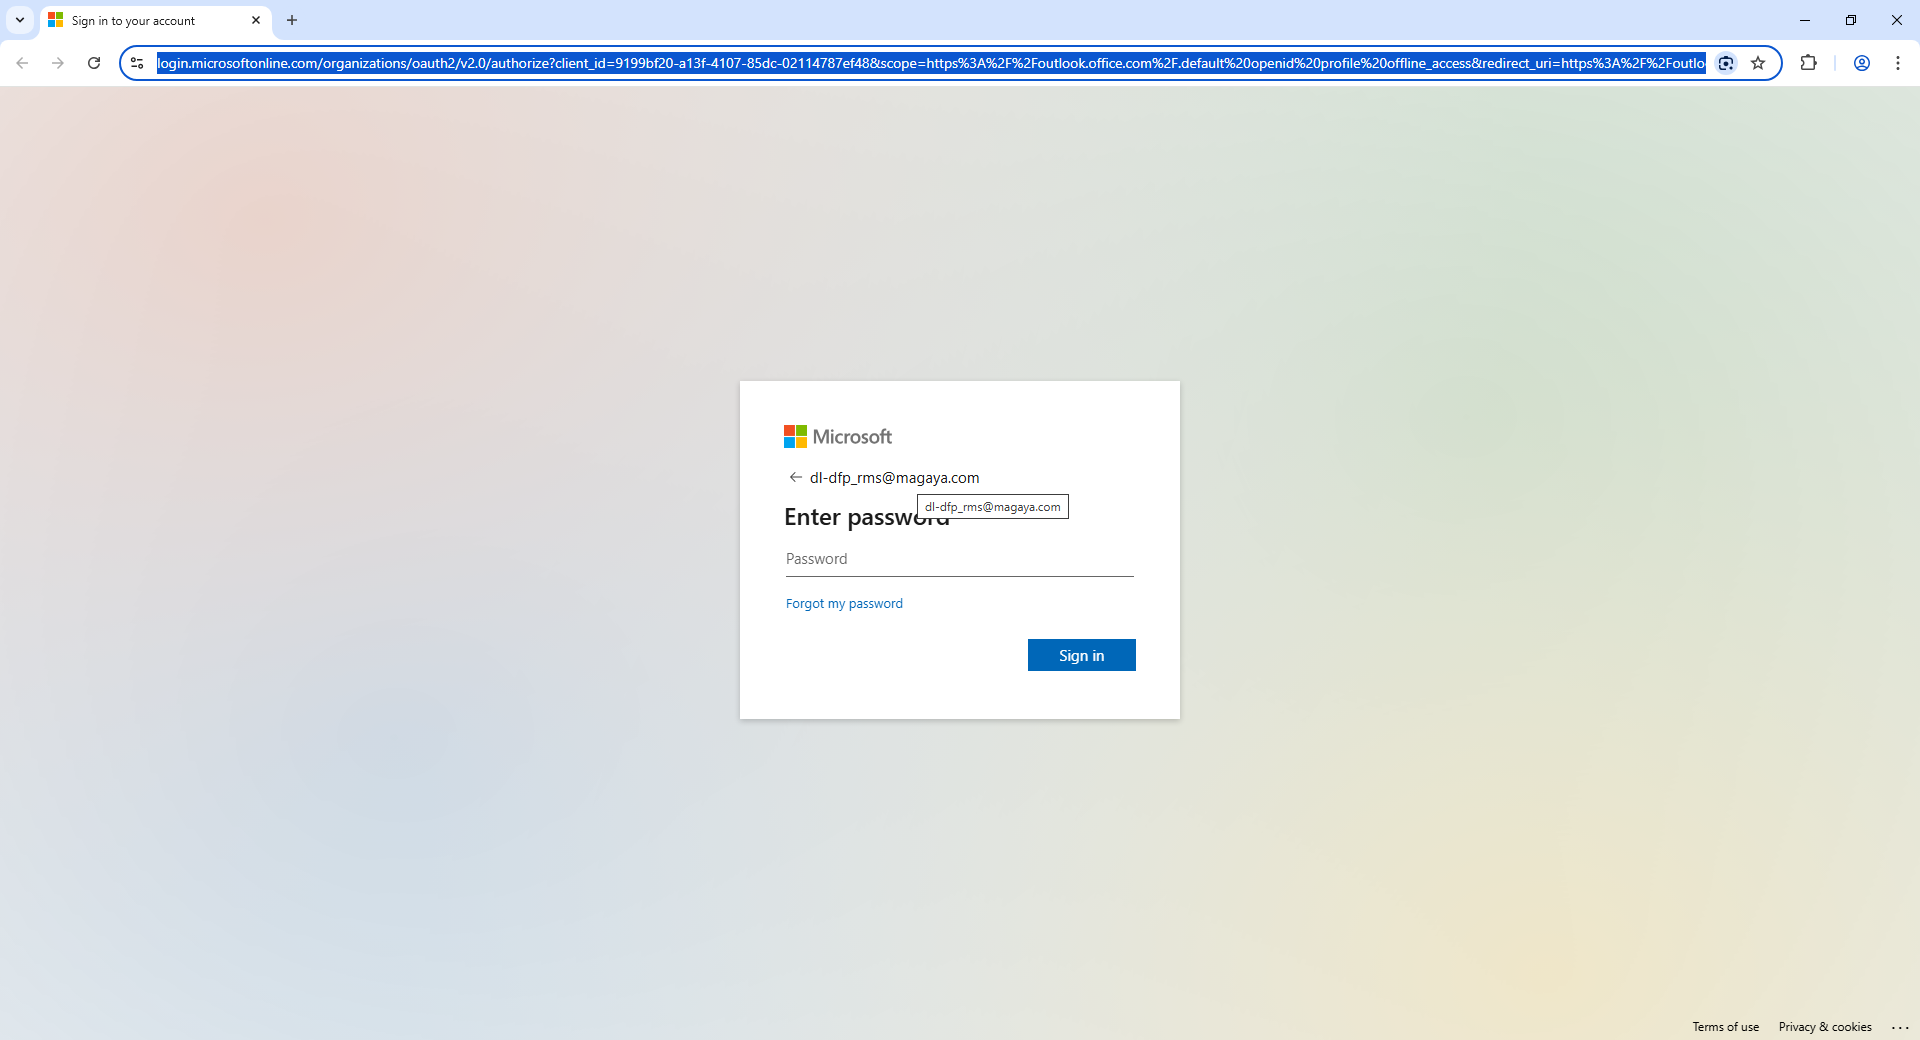 Sign in to your account
login.microsoftonline.com/organizations/oauth2/v2.0/authorize?client_id=9199bf20-a13f-4107-85dc-02114787ef48&scope=https%3A%2F%2Foutlook.office.com%2F.default%20openid%20profile%20offline_access&redirect_uri=https%3A%2F%2Foutlo
Microsoft
dl-dfp_rms@magaya.com
dl-dfp_rms@magaya.com
Enter password
Password
Forgot my password
Sign in
Terms of use Privacy & cookies